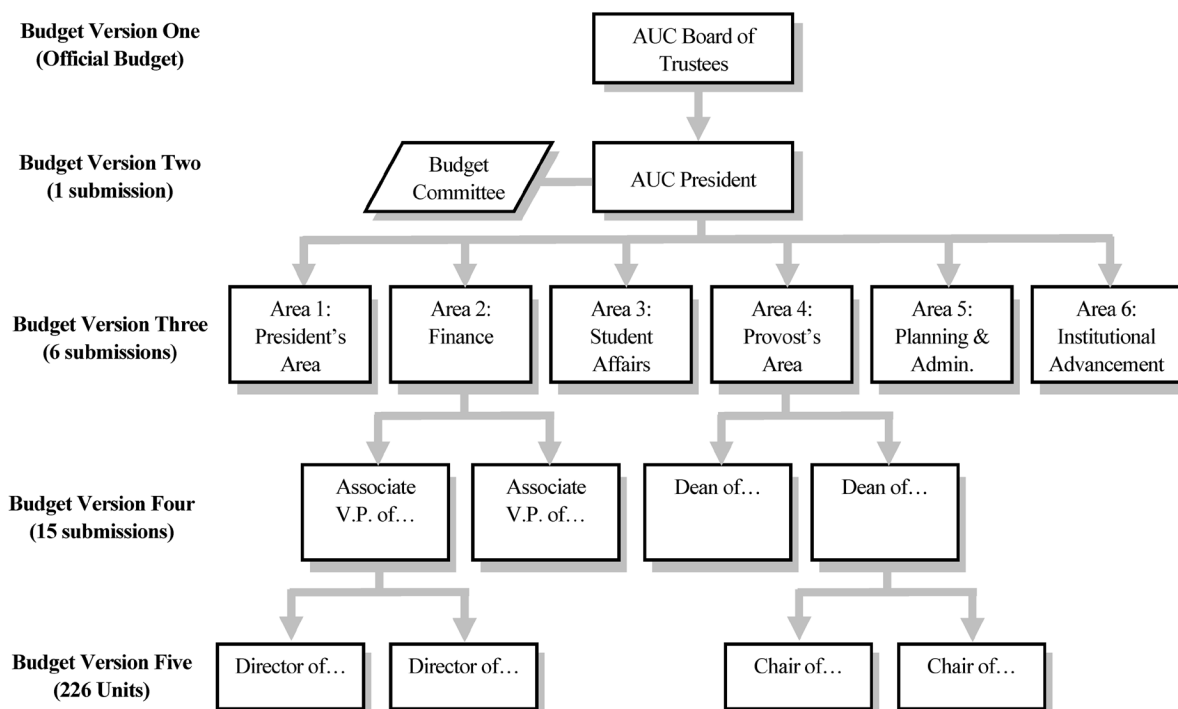 Budget Version One
(Official Budget)
AUC Board of
Trustees
Budget Version Two
(1 submission)
Budget
Committee
AUC President
Budget Version Three
(6 submissions)
Area 1:
President’s
Area
Area 2:
Finance
Area 3:
Student
Affairs
Area 4:
Provost’s
Area
Area 5:
Planning &
Admin.
Area 6:
Institutional
Advancement
Budget Version Four
(15 submissions)
Associate
V.P. of…
Associate
V.P. of…
Dean of…
Dean of…
Budget Version Five
(226 Units)
Director of…
Director of…
Chair of…
Chair of…